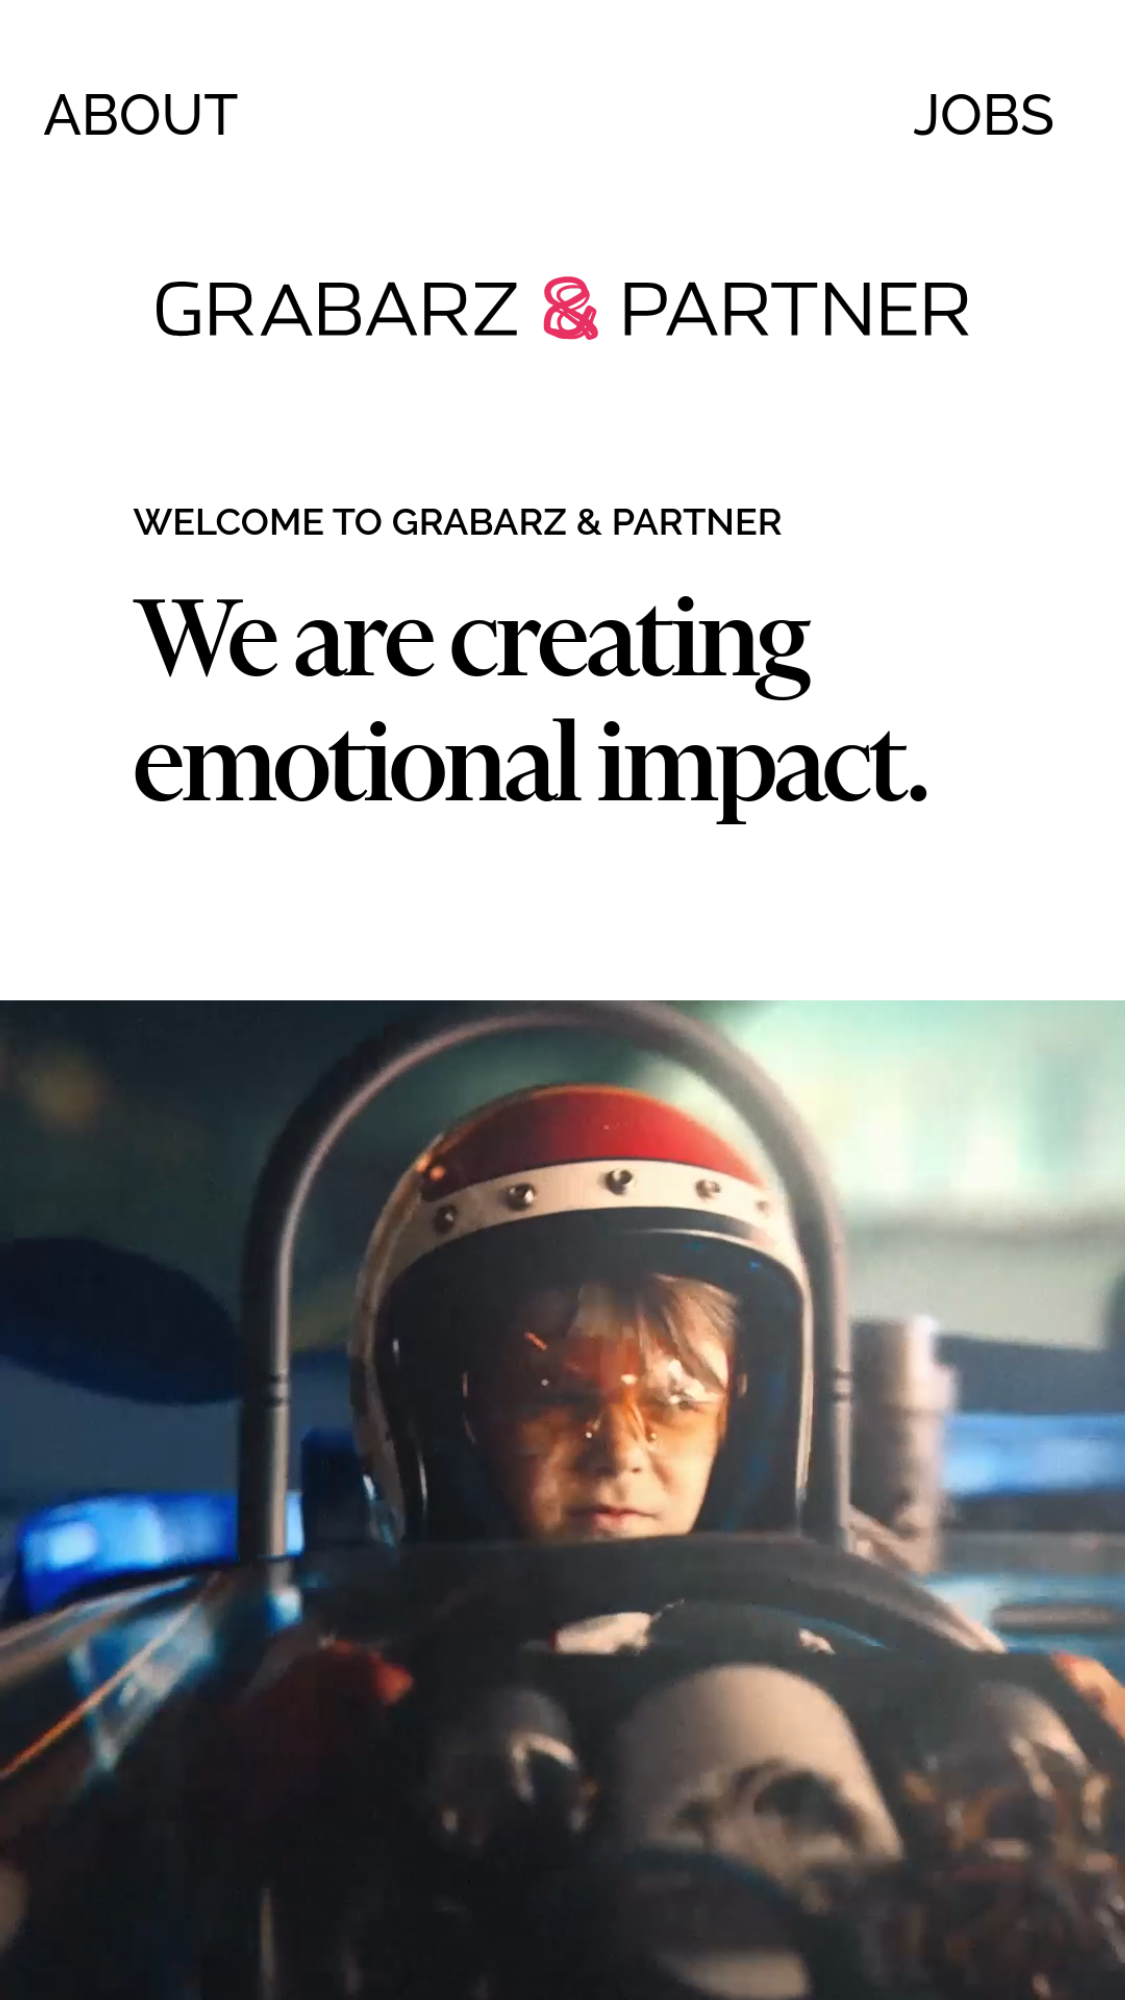 ABOUT
JOBS
GRABARZ & PARTNER
WELCOME TO GRABARZ & PARTNER
We are creating
emotional impact.